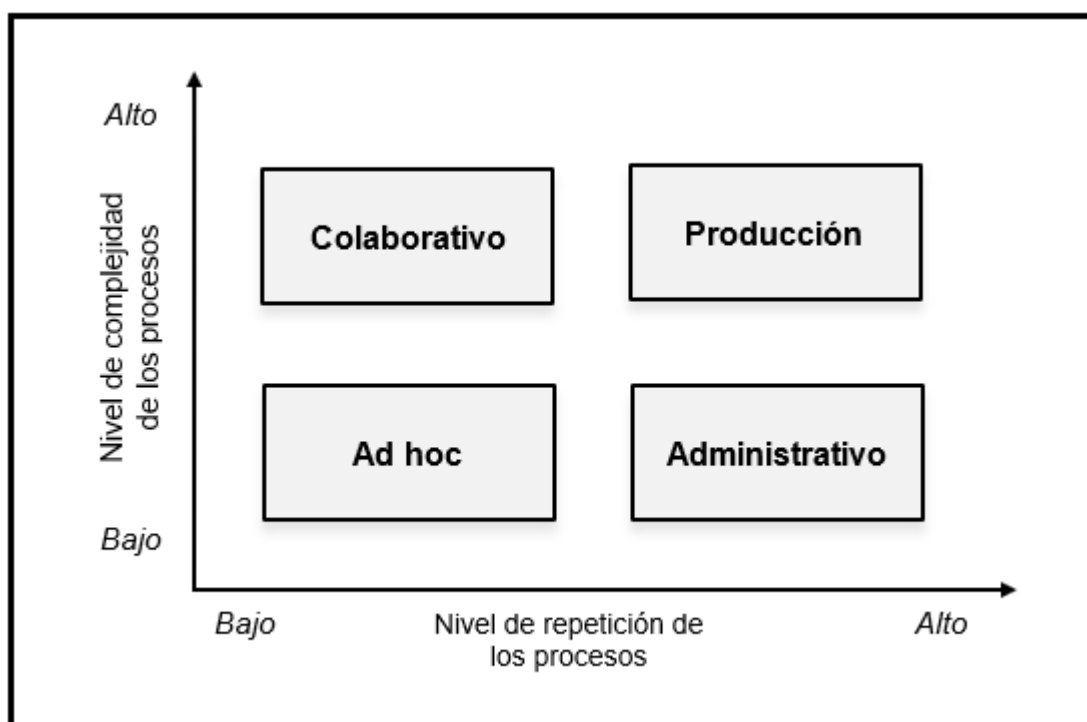 Alto
Colaborativo
Producción
Nivel de complejidad
de los procesos
Ad hoc
Administrativo
Bajo
Bajo
Nivel de repetición de
los procesos
Alto